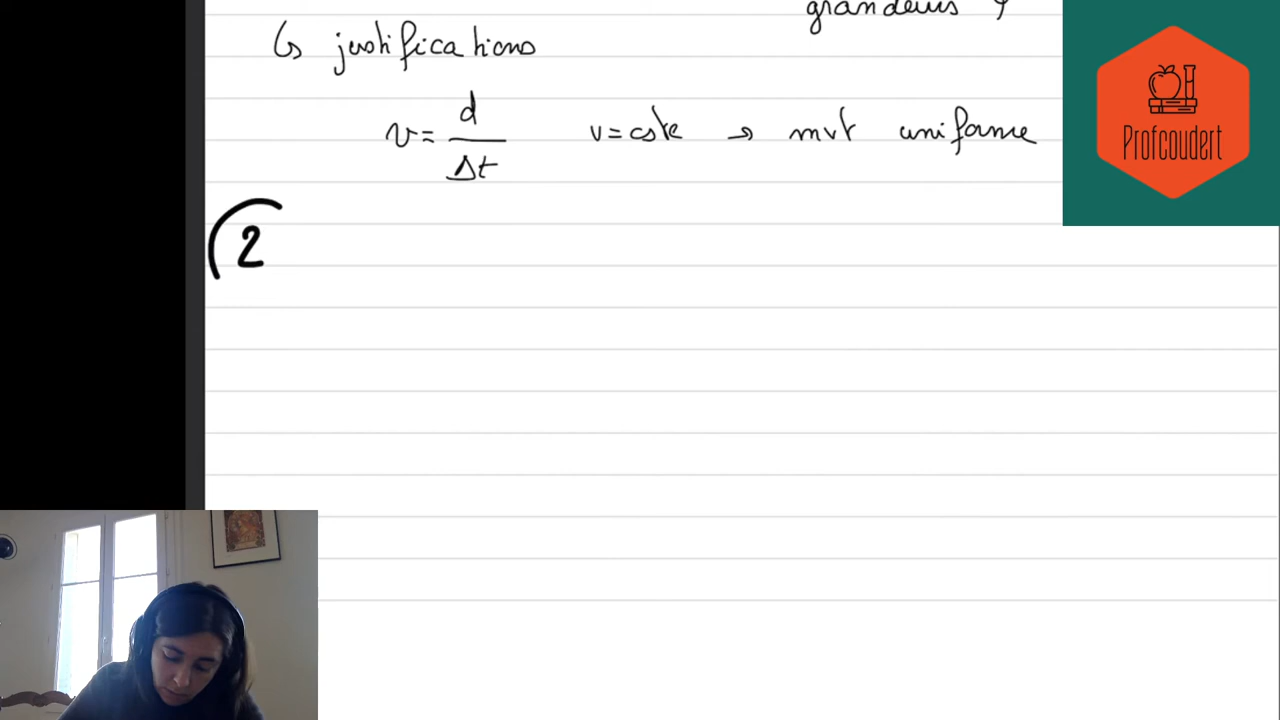 grandeurs
↳ justifications
v = d / Δt v = cste → mvt uniforme
2
Profcoudert